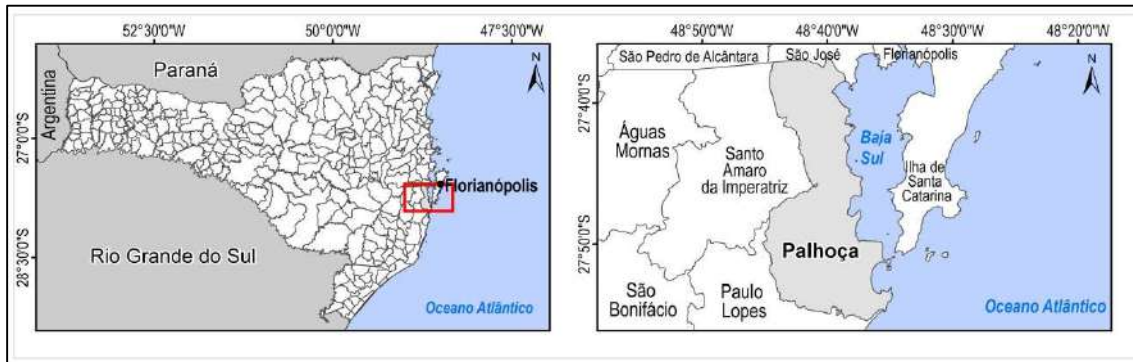 52°30'0"W
50°0'0"W
47°30'0"W
N
Paraná
Argentina
27°0'0"S
Florianópolis
28°30'0"S
Rio Grande do Sul
Oceano Atlântico
48°50'0"W
48°40'0"W
48°30'0"W
48°20'0"W
São Pedro de Alcântara
São José
Florianópolis
N
27°40'0"S
Águas
Mornas
Santo
Amaro
da Imperatriz
Baía
Sul
Ilha de
Santa
Catarina
27°50'0"S
Palhoça
São
Bonifácio
Paulo
Lopes
Oceano Atlântico